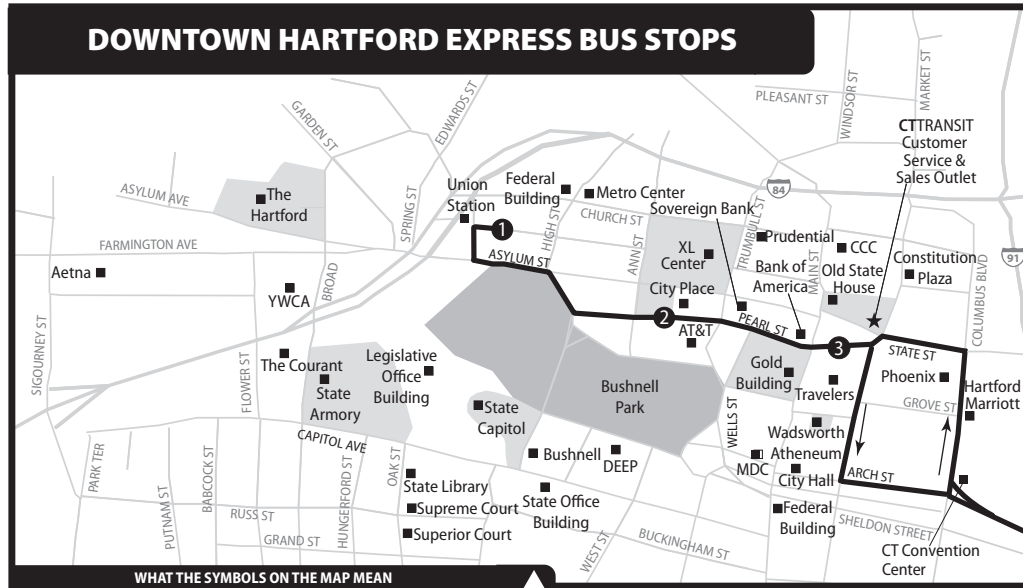 DOWNTOWN HARTFORD EXPRESS BUS STOPS
PLEASANT ST
WINDSOR ST
MARKET ST
EDWARDS ST
GARDEN ST
CTTRANSIT
Customer
Service &
Sales Outlet
84
91
ASYLUM AVE
The
Hartford
SPRING ST
Union
Station
Federal
Building
Metro Center
HIGH ST
CHURCH ST
Sovereign Bank
TRUMBULL ST
Prudential
CCC
MAIN ST
Constitution
Plaza
COLUMBUS BLVD
FARMINGTON AVE
1
ASYLUM ST
ANN ST
XL
Center
Bank of
America
Old State
House
Aetna
YWCA
BROAD
City Place
2
AT&T
PEARL ST
3
STATE ST
SIGOURNEY ST
The Courant
State
Armory
Legislative
Office
Building
Bushnell
Park
Gold
Building
Travelers
Phoenix
Hartford
Marriott
GROVE ST
FLOWER ST
CAPITOL AVE
State
Capitol
WELLS ST
Wadsworth
Atheneum
PARK TER
PUTNAM ST
BABCOCK ST
HUNGERFORD ST
OAK ST
Bushnell
DEEP
MDC
City Hall
ARCH ST
State Library
Supreme Court
Superior Court
State Office
Building
Federal
Building
RUSS ST
GRAND ST
WEST ST
BUCKINGHAM ST
SHELDON STREET
CT Convention
Center
WHAT THE SYMBOLS ON THE MAP MEAN